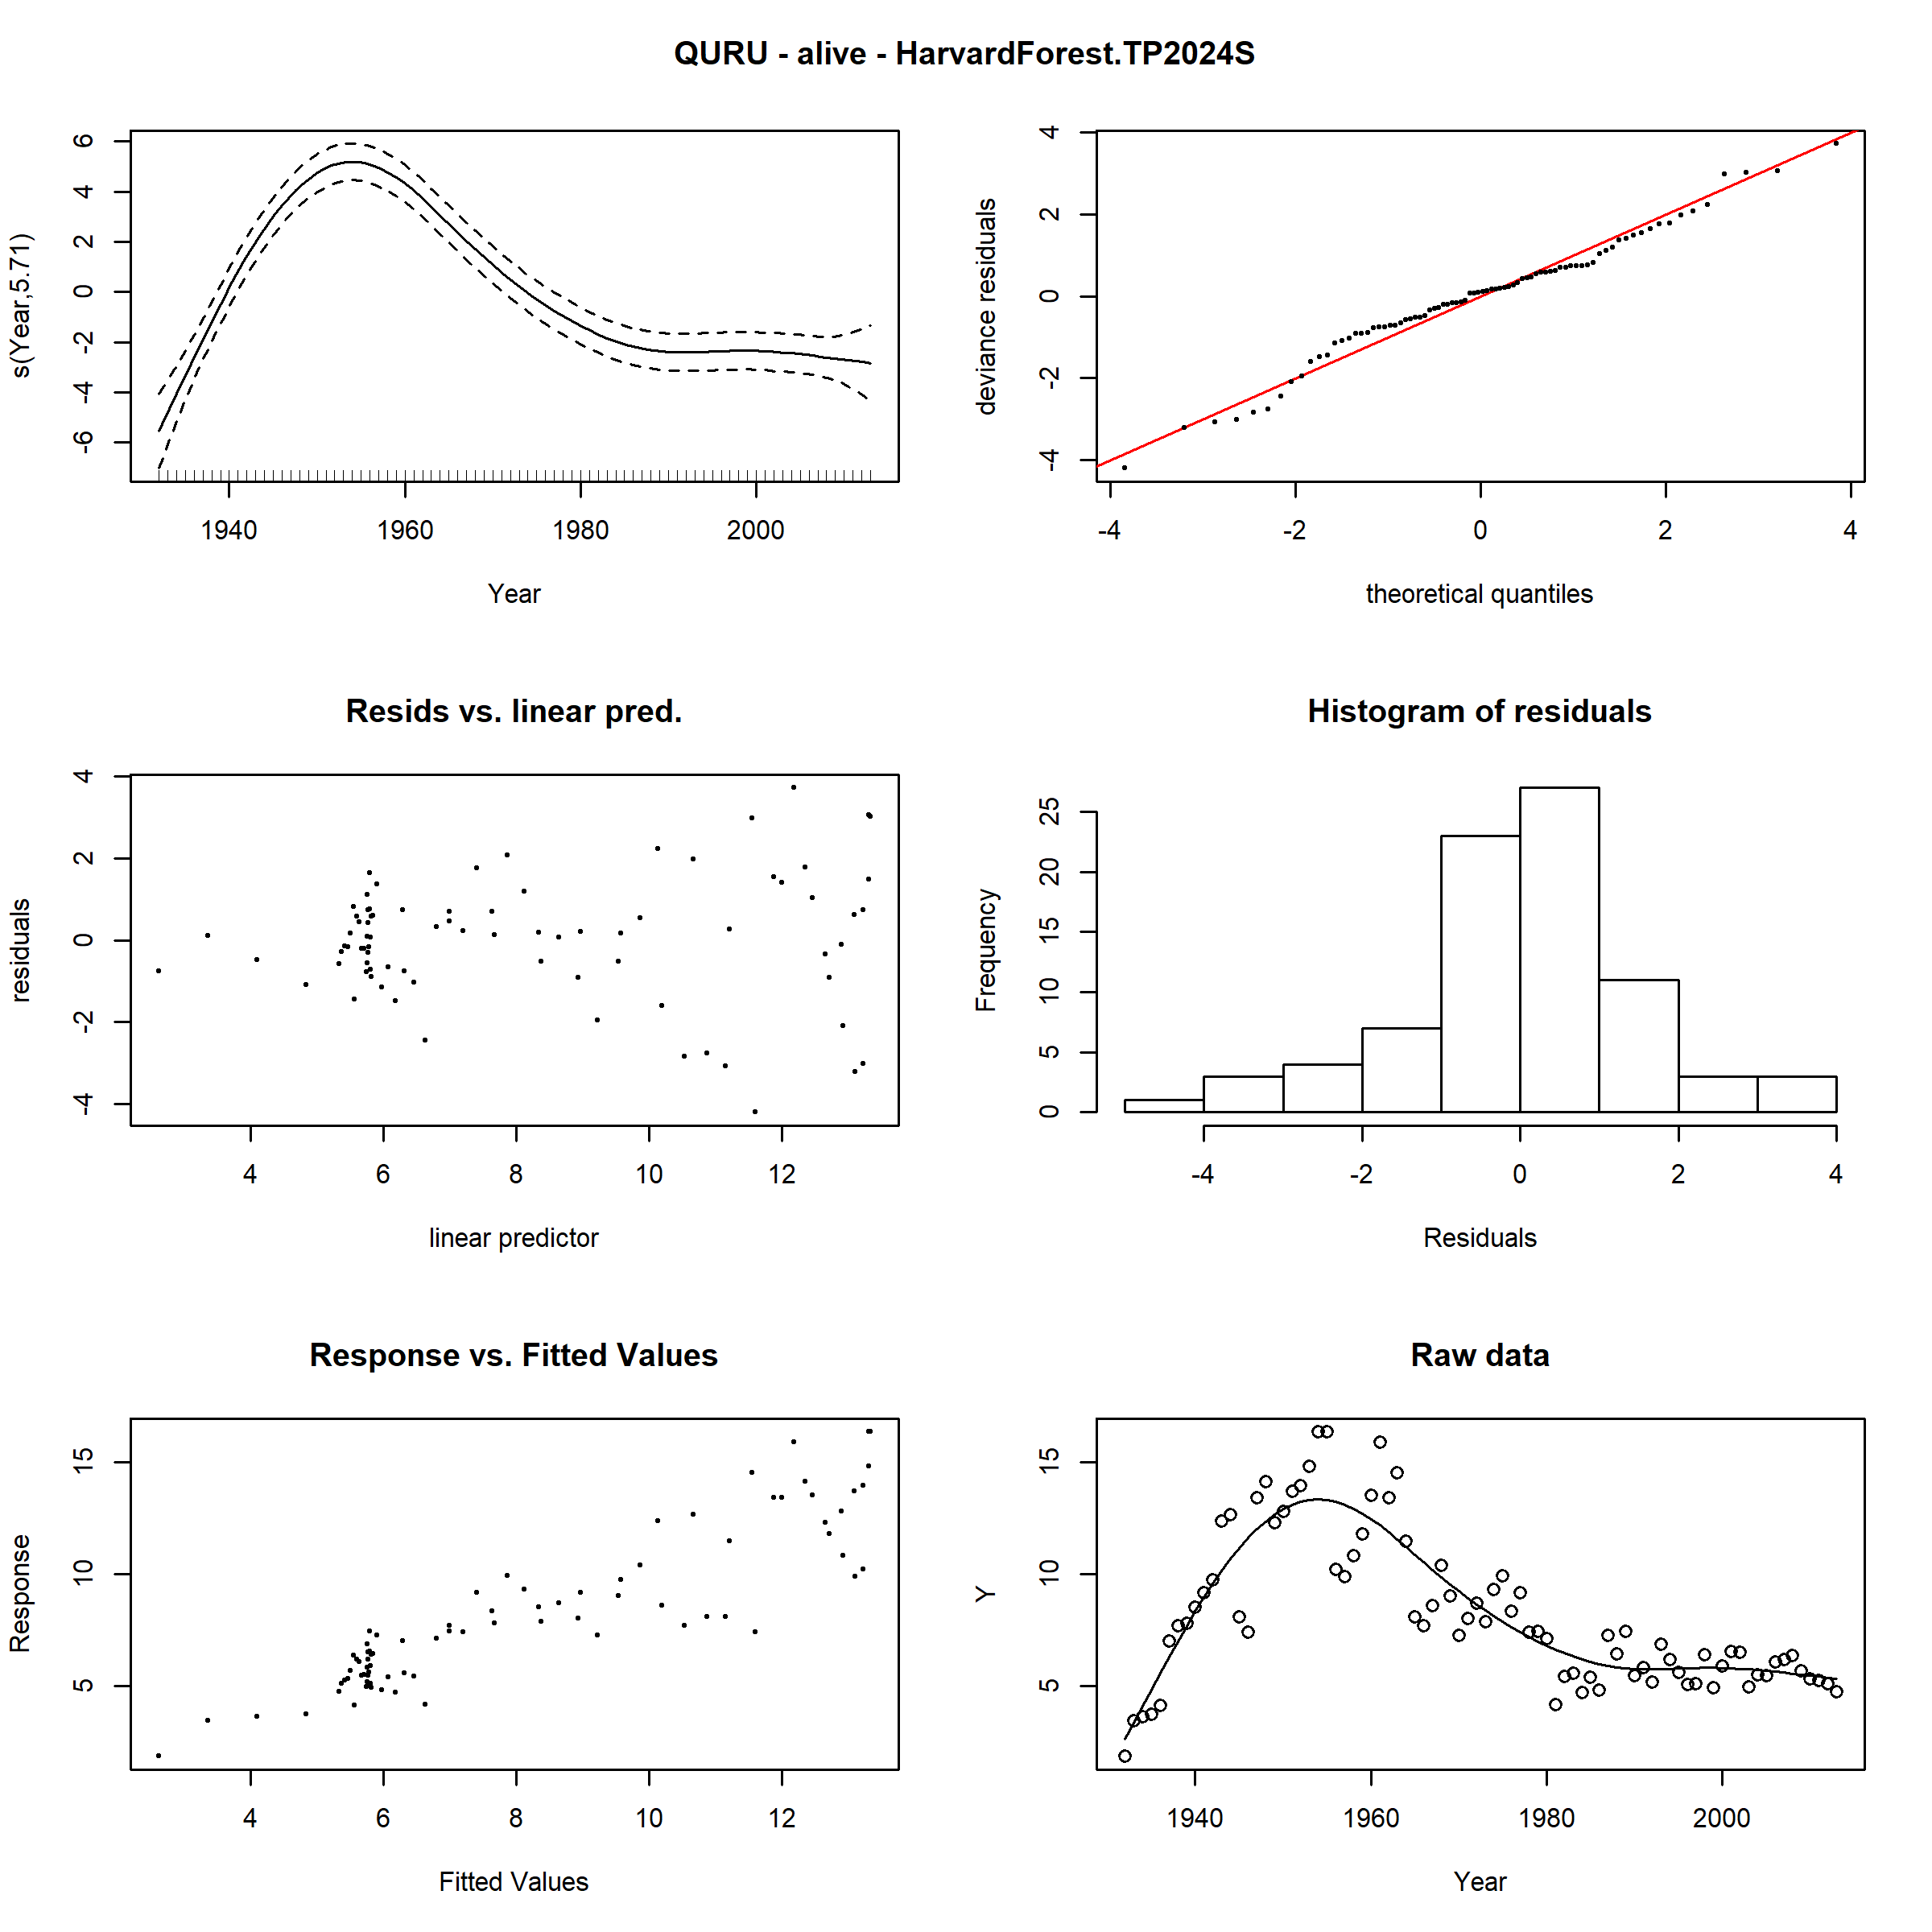 QURU - alive - HarvardForest.TP2024S
s(Year,5.71)
6
4
2
0
-2
-4
-6
1940 1960 1980 2000
Year
deviance residuals
4
2
0
-2
-4
-4 -2 0 2 4
theoretical quantiles
Resids vs. linear pred.
residuals
4
2
0
-2
-4
4 6 8 10 12
linear predictor
Histogram of residuals
Frequency
25
20
15
10
5
0
-4 -2 0 2 4
Residuals
Response vs. Fitted Values
Response
15
10
5
4 6 8 10 12
Fitted Values
Raw data
Y
15
10
5
1940 1960 1980 2000
Year